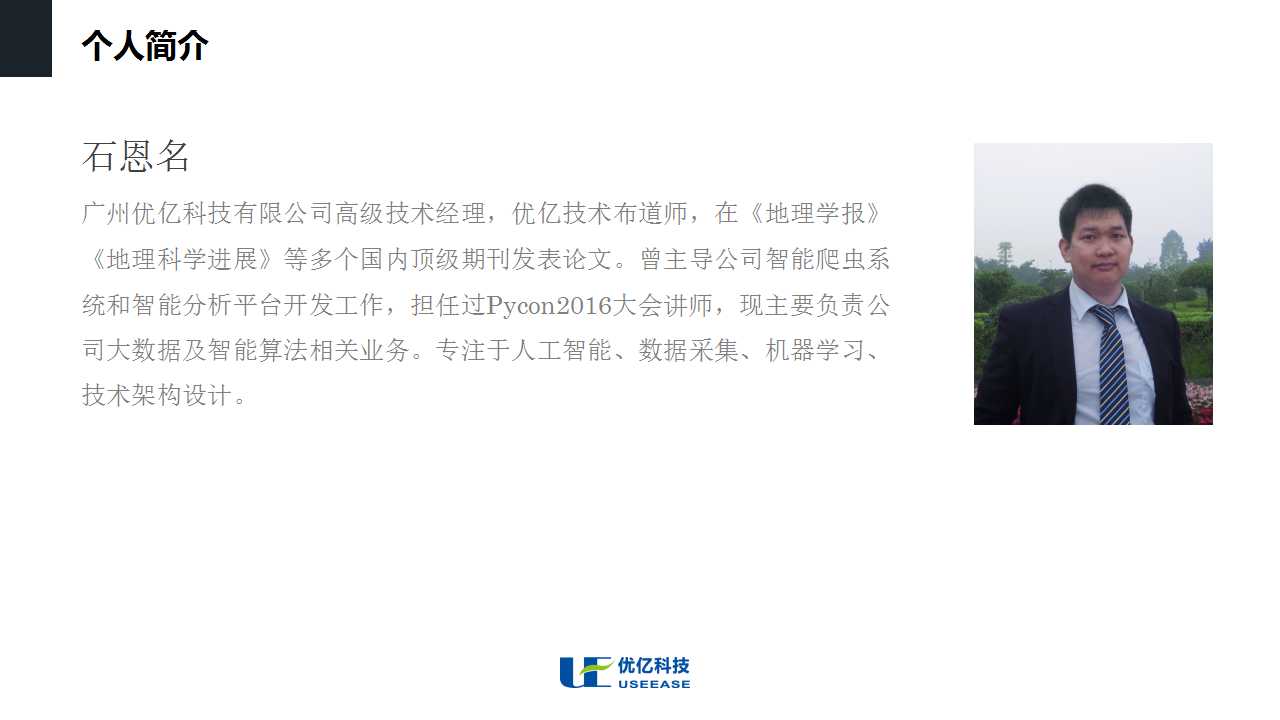 个人简介
石恩名
广州优亿科技有限公司高级技术经理，优亿技术布道师，在《地理学报》
《地理科学进展》等多个国内顶级期刊发表论文。曾主导公司智能爬虫系
统和智能分析平台开发工作，担任过Pycon2016大会讲师，现主要负责公
司大数据及智能算法相关业务。专注于人工智能、数据采集、机器学习、
技术架构设计。
UE 优亿科技
USEEASE